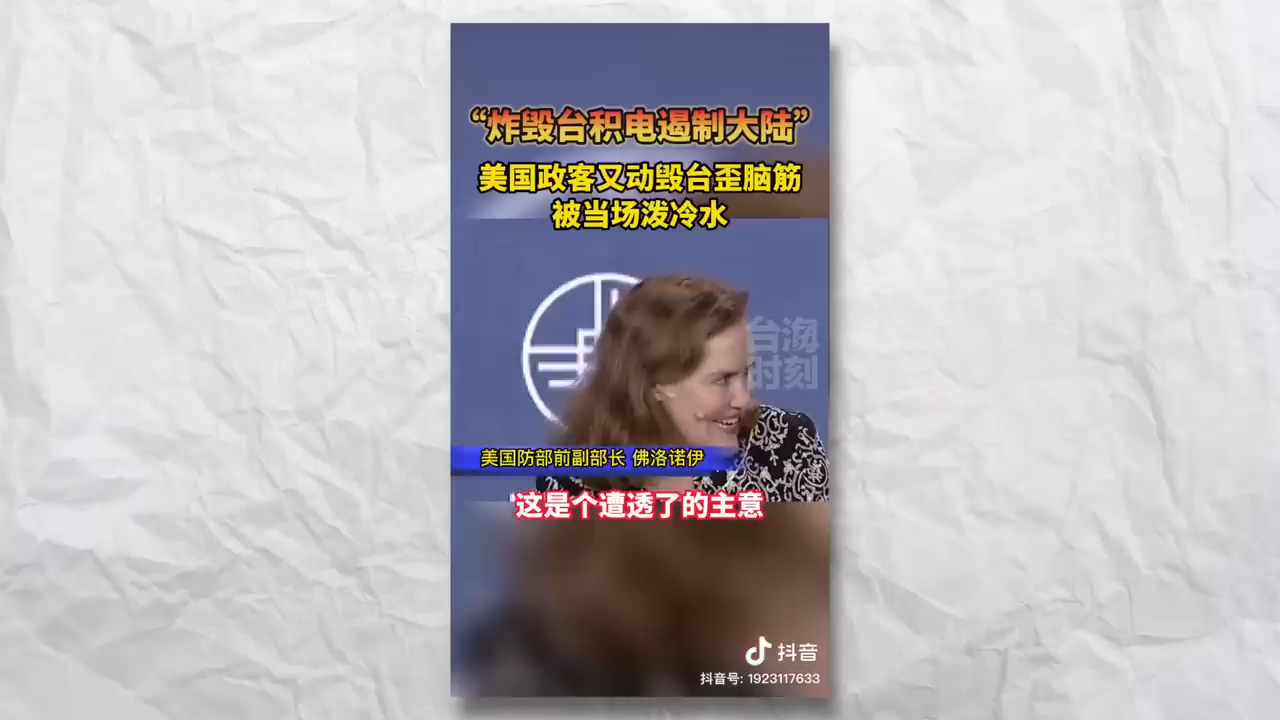 “炸毁台积电遏制大陆”
美国政客又动毁台歪脑筋
被当场泼冷水
台海
时刻
美国防部前副部长 佛洛诺伊
这是个遭透了的主意
抖音
抖音号: 1923117633